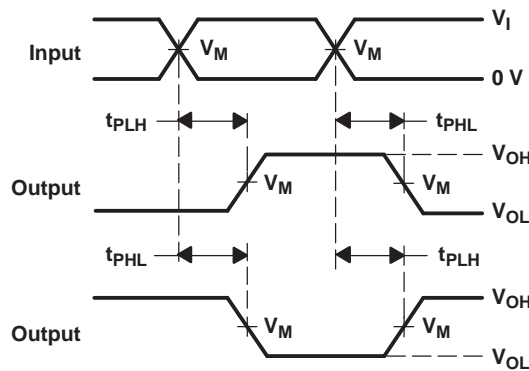 V_I
Input V_M V_M
0 V
t_PLH t_PHL
V_OH
Output V_M V_M
V_OL
t_PHL t_PLH
V_OH
Output V_M V_M
V_OL